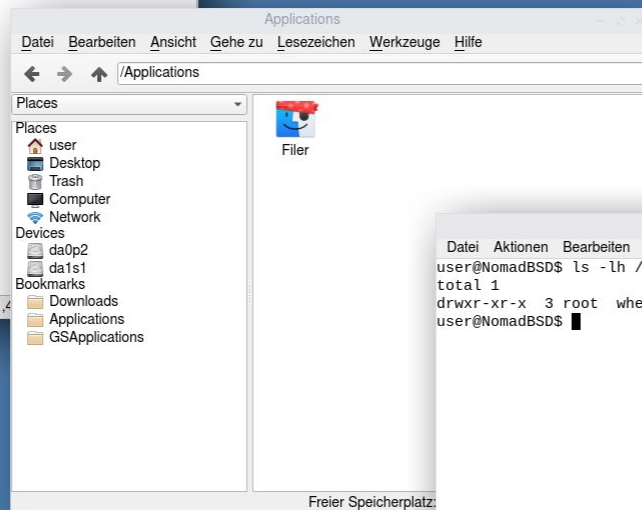 Applications
Datei Bearbeiten Ansicht Gehe zu Lesezeichen Werkzeuge Hilfe
/Applications
Places
Places
user
Desktop
Trash
Computer
Network
Devices
da0p2
da1s1
Bookmarks
Downloads
Applications
GSApplications
Filer
Datei Aktionen Bearbeiten
user@NomadBSD$ ls -lh /
total 1
drwxr-xr-x 3 root whe
user@NomadBSD$
Freier Speicherplatz: